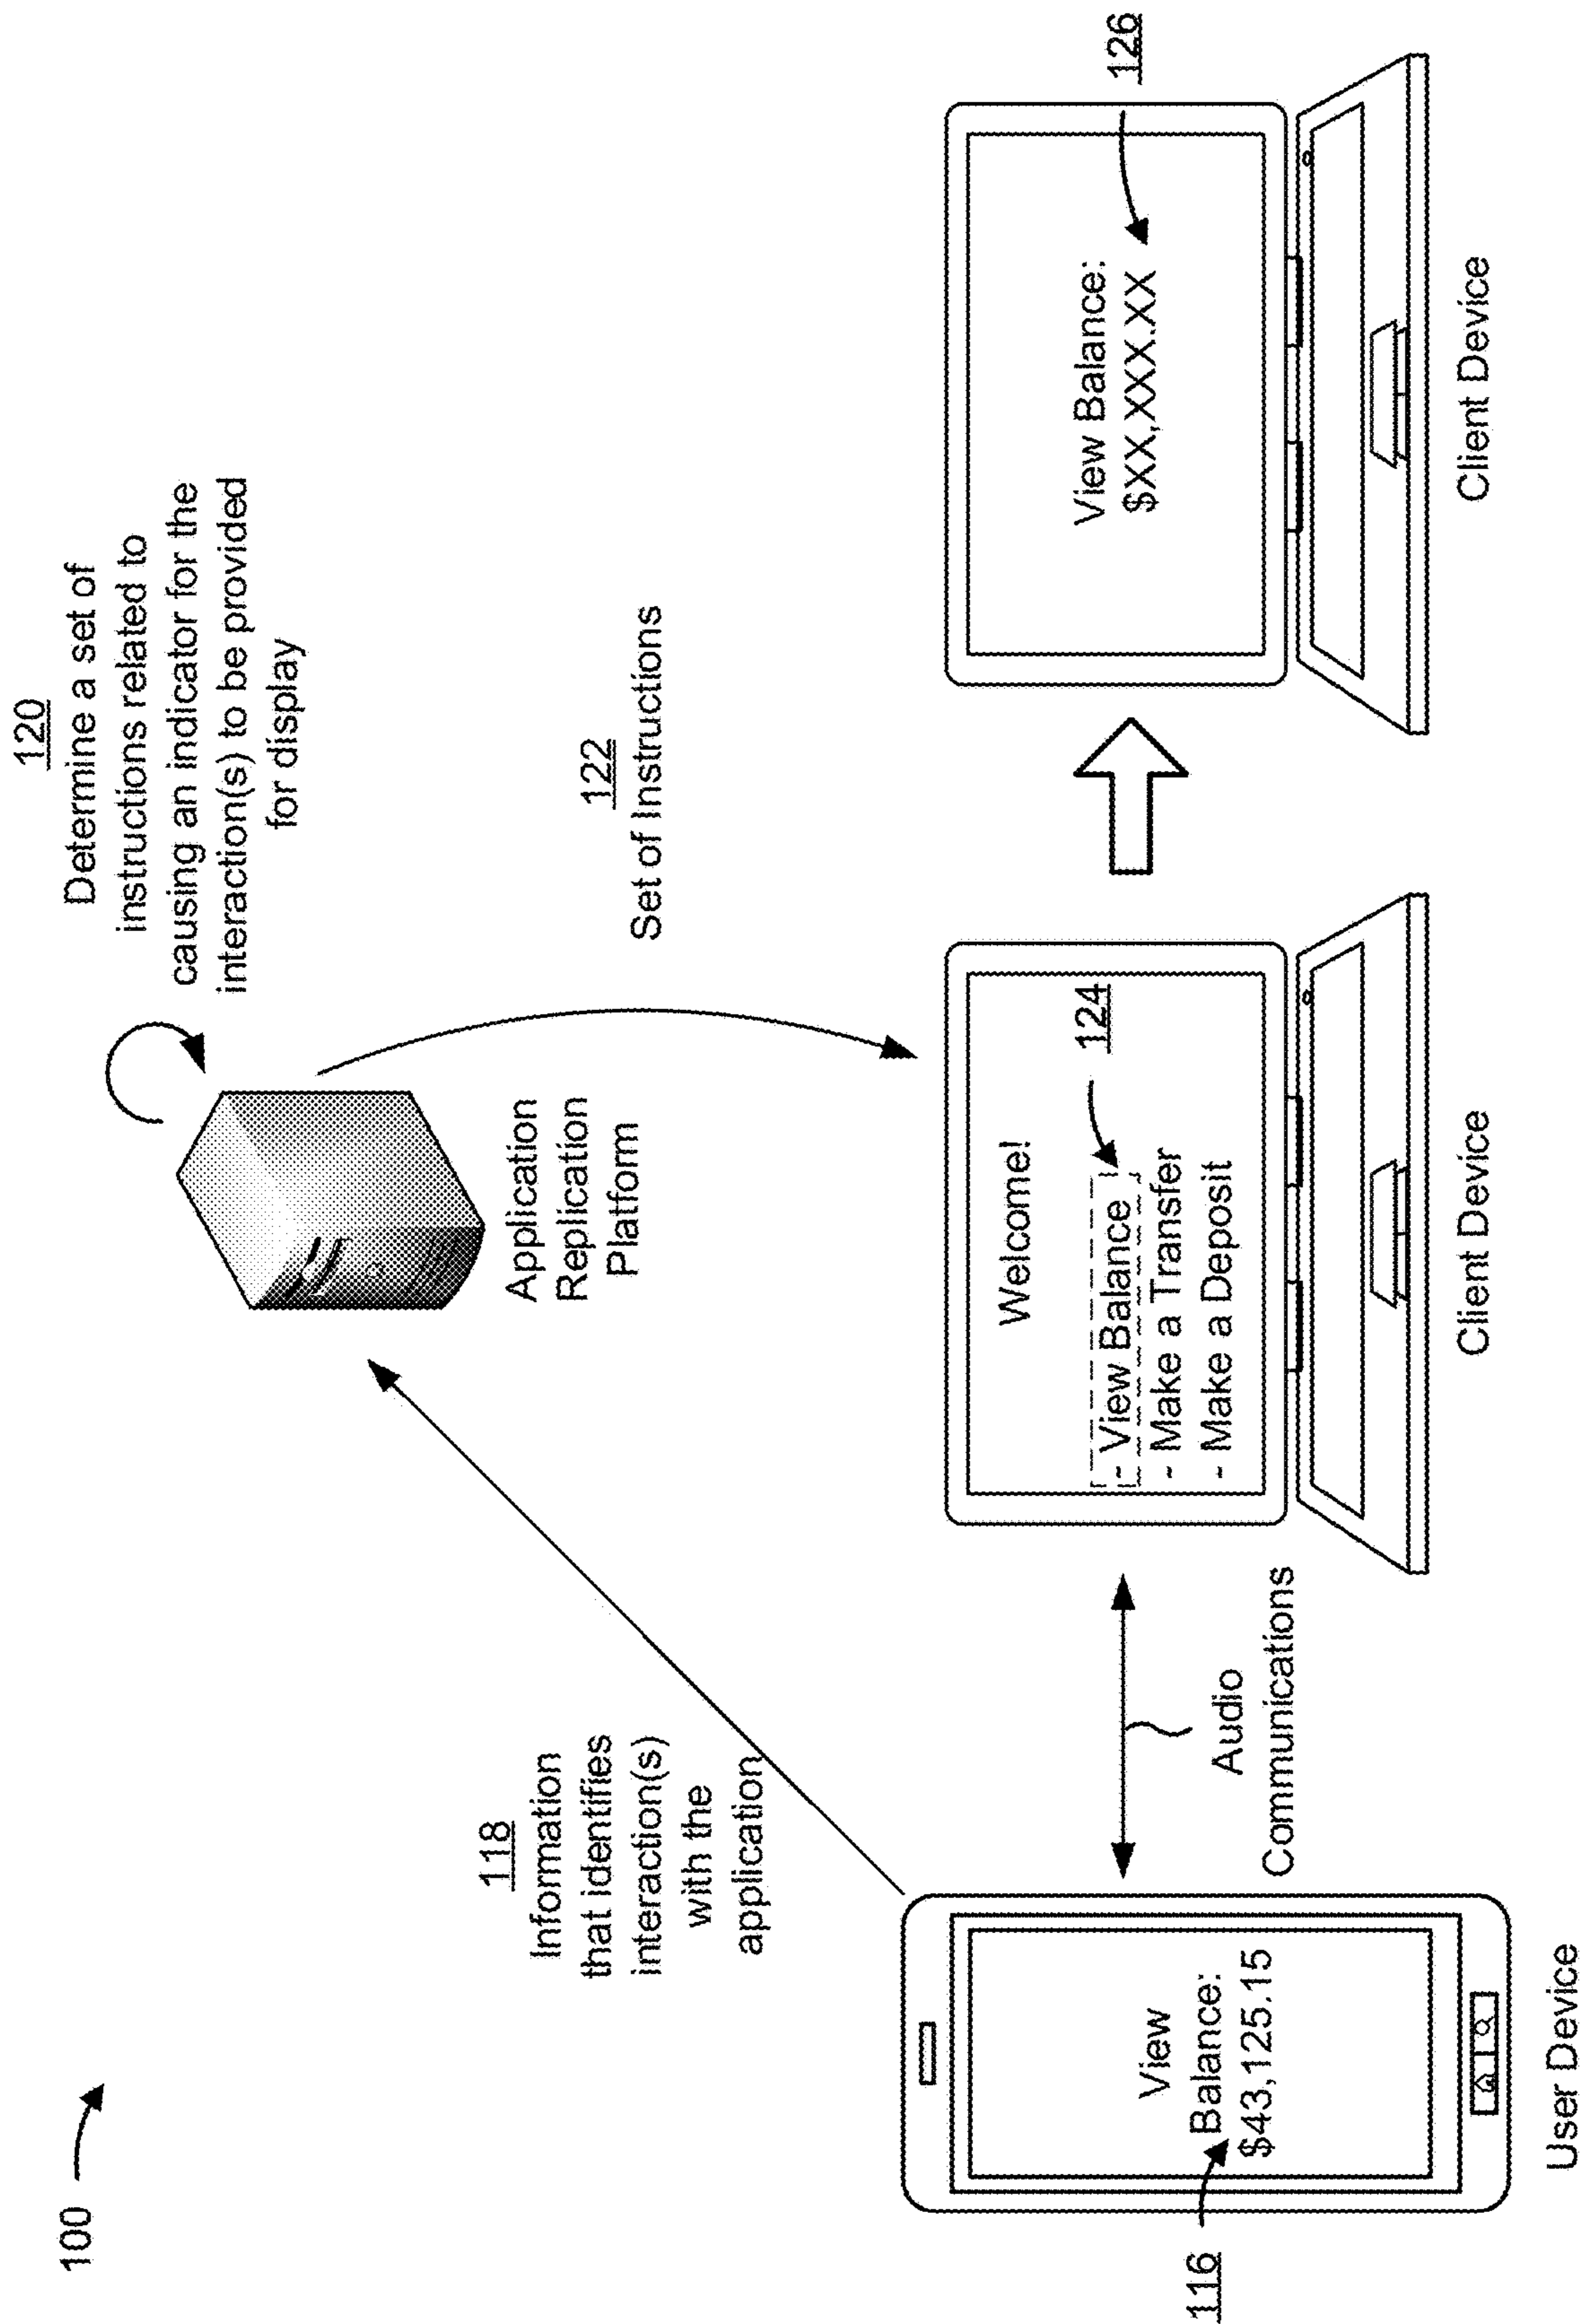 100
120
Determine a set of
instructions related to
causing an indicator for the
interaction(s) to be provided
for display
118
Information
that identifies
interaction(s)
with the
application
Application
Replication
Platform
122
Set of Instructions
116
View
Balance:
$43,125.15
User Device
Audio
Communications
Welcome!
124
- View Balance
- Make a Transfer
- Make a Deposit
Client Device
View Balance:
$XX,XXX.XX
126
Client Device